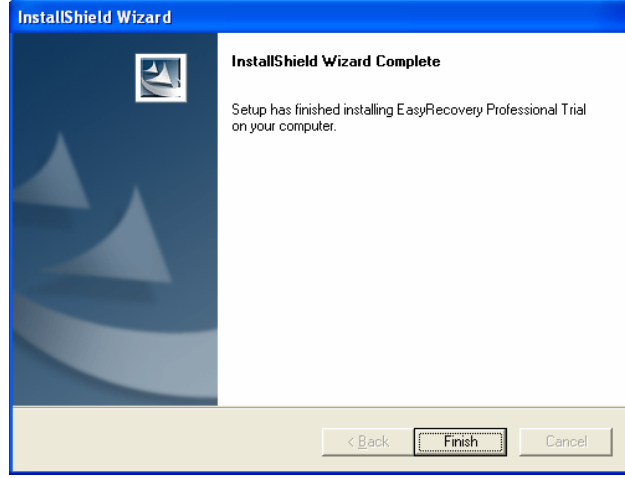 InstallShield Wizard
InstallShield Wizard Complete
Setup has finished installing EasyRecovery Professional Trial
on your computer.
< Back
Finish
Cancel